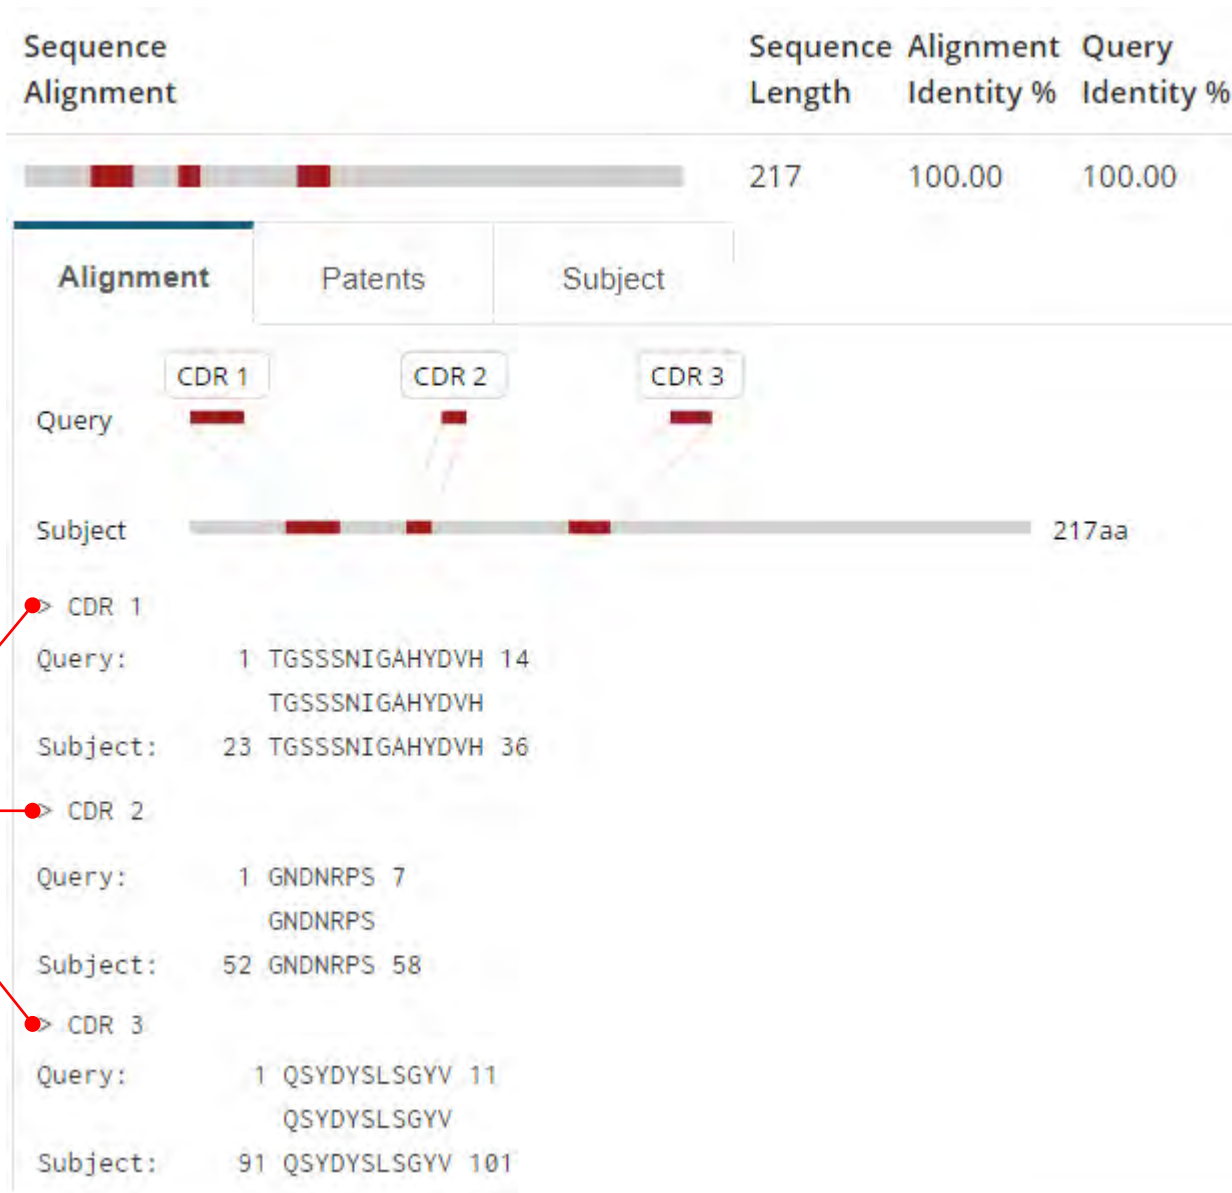 Sequence Alignment Sequence Length Alignment Identity % Query Identity %
217 100.00 100.00
Alignment Patents Subject
CDR 1 CDR 2 CDR 3
Query
Subject 217aa
> CDR 1
Query: 1 TGSSSNIGAHYDVH 14
TGSSSNIGAHYDVH
Subject: 23 TGSSSNIGAHYDVH 36
> CDR 2
Query: 1 GNDNRPS 7
GNDNRPS
Subject: 52 GNDNRPS 58
> CDR 3
Query: 1 QSYDYSLSGYV 11
QSYDYSLSGYV
Subject: 91 QSYDYSLSGYV 101